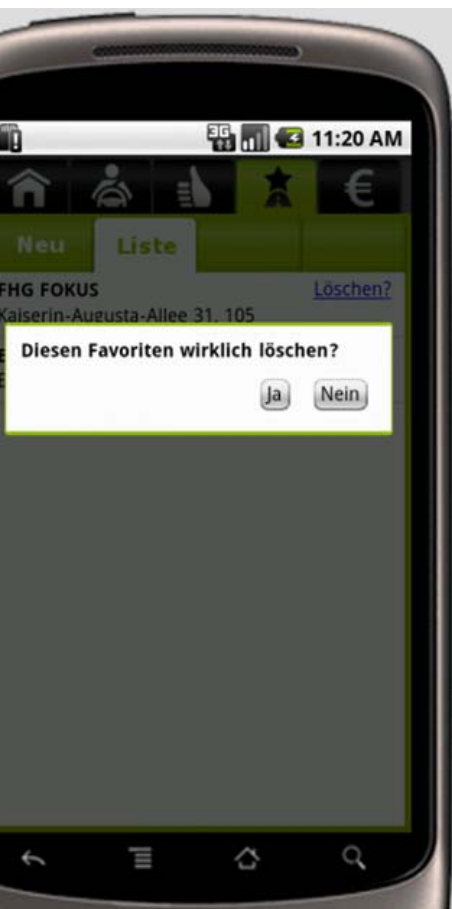 3G 11:20 AM
€
Neu Liste
FHG FOKUS Löschen?
Kaiserin-Augusta-Allee 31, 105
Diesen Favoriten wirklich löschen?
Ja Nein